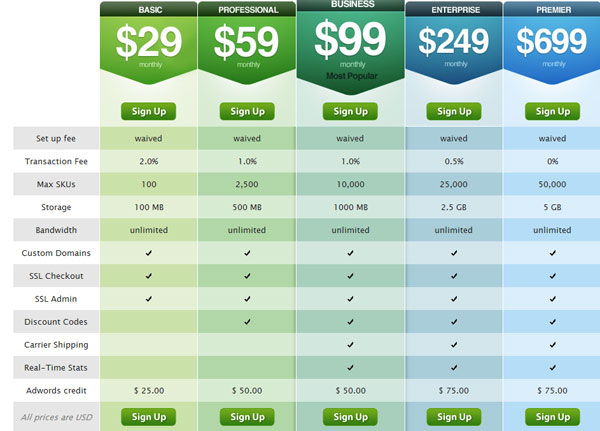 BASIC PROFESSIONAL BUSINESS ENTERPRISE PREMIER
$29 $59 $99 $249 $699
monthly monthly monthly monthly monthly
Most Popular
Sign Up Sign Up Sign Up Sign Up Sign Up
Set up fee waived waived waived waived waived
Transaction Fee 2.0% 1.0% 1.0% 0.5% 0%
Max SKUs 100 2,500 10,000 25,000 50,000
Storage 100 MB 500 MB 1000 MB 2.5 GB 5 GB
Bandwidth unlimited unlimited unlimited unlimited unlimited
Custom Domains ✓ ✓ ✓ ✓ ✓
SSL Checkout ✓ ✓ ✓ ✓ ✓
SSL Admin ✓ ✓ ✓ ✓ ✓
Discount Codes ✓ ✓ ✓ ✓
Carrier Shipping ✓ ✓ ✓
Real-Time Stats ✓ ✓ ✓
Adwords credit $ 25.00 $ 50.00 $ 50.00 $ 75.00 $ 75.00
All prices are USD Sign Up Sign Up Sign Up Sign Up Sign Up